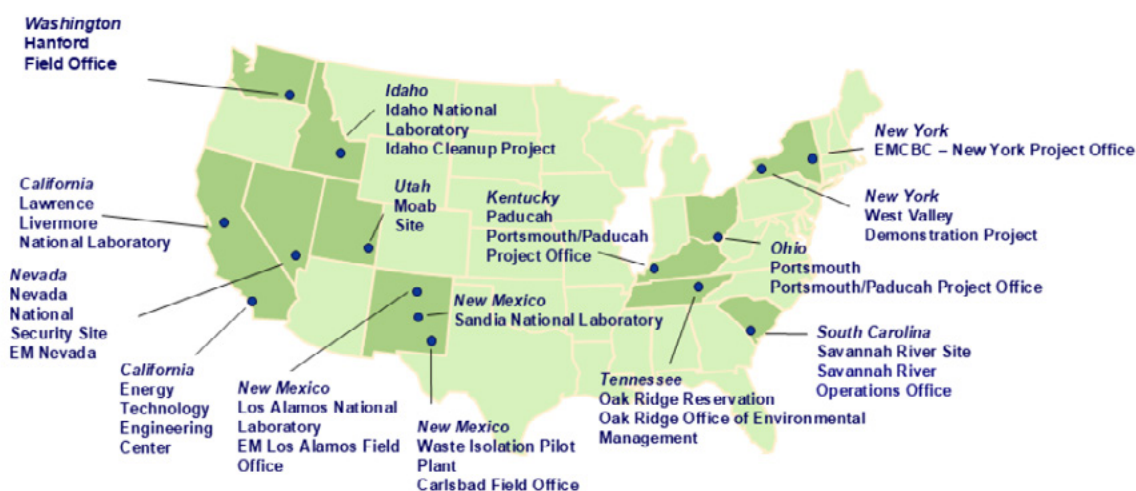 Washington
Hanford
Field Office
Idaho
Idaho National
Laboratory
Idaho Cleanup Project
New York
EMCBC – New York Project Office
California
Lawrence
Livermore
National Laboratory
Utah
Moab
Site
Kentucky
Paducah
Portsmouth/Paducah
Project Office
New York
West Valley
Demonstration Project
Ohio
Portsmouth
Portsmouth/Paducah Project Office
Nevada
Nevada
National
Security Site
EM Nevada
New Mexico
Sandia National Laboratory
South Carolina
Savannah River Site
Savannah River
Operations Office
California
Energy
Technology
Engineering
Center
New Mexico
Los Alamos National
Laboratory
EM Los Alamos Field
Office
New Mexico
Waste Isolation Pilot
Plant
Carlsbad Field Office
Tennessee
Oak Ridge Reservation
Oak Ridge Office of Environmental
Management